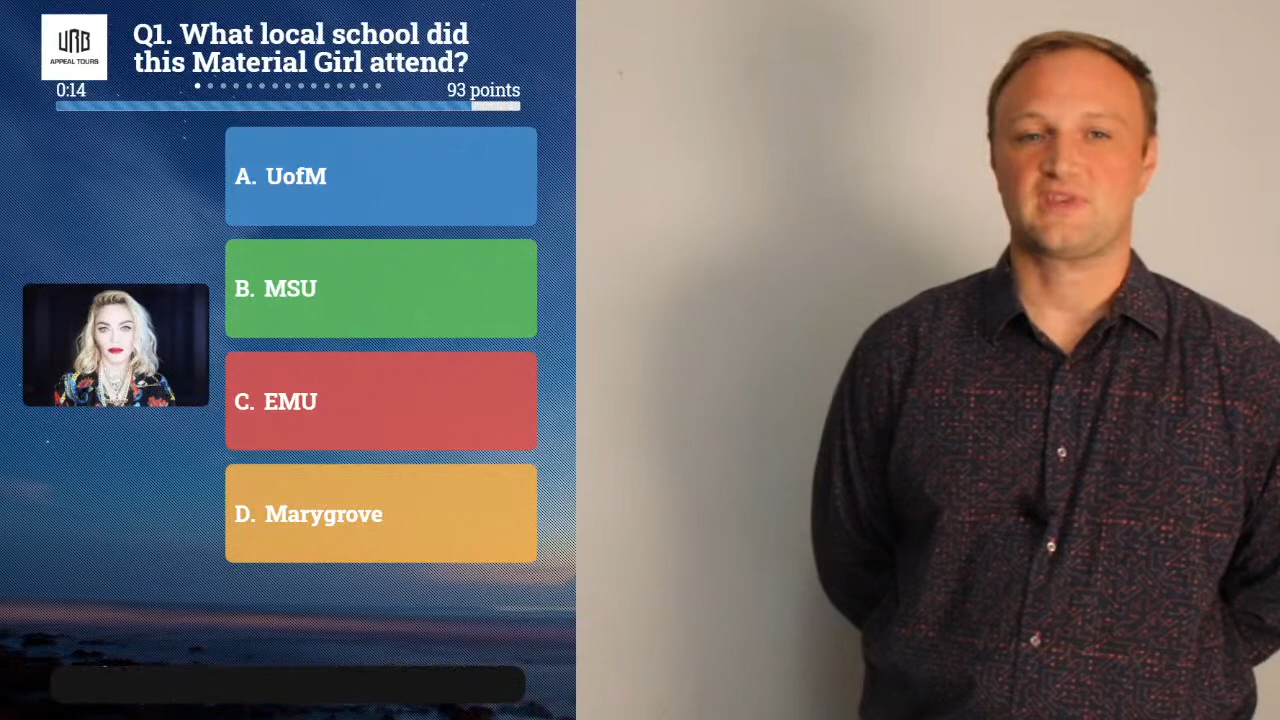 URB
APPEAL TOURS
Q1. What local school did
this Material Girl attend?
0:14
93 points
A. UofM
B. MSU
C. EMU
D. Marygrove